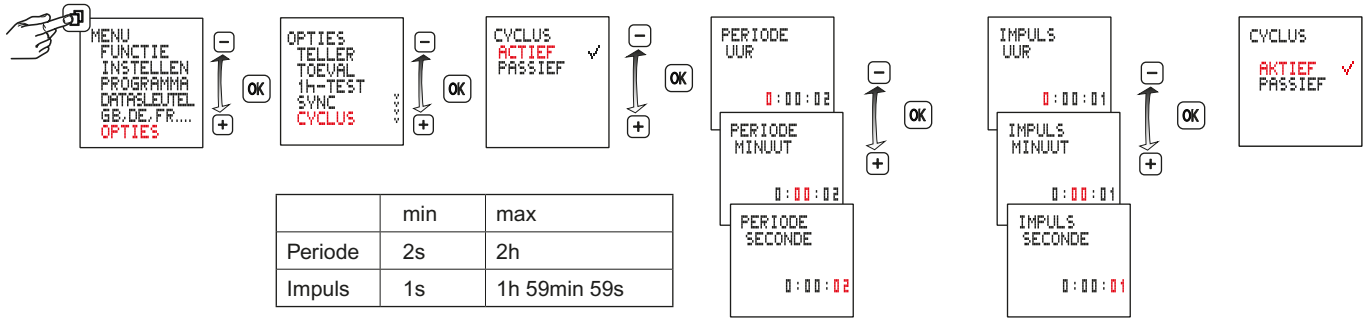 MENU
FUNCTIE
INSTELLEN
PROGRAMMA
DATASLEUTEL
GB,DE,FR....
OPTIES
−
+
OK
OPTIES
TELLER
TOEVAL
1h-TEST
SYNC
CYCLUS
−
+
OK
CYCLUS
ACTIEF ✓
PASSIEF
−
+
OK
PERIODE
UUR
0:00:02
PERIODE
MINUUT
0:00:02
PERIODE
SECONDE
0:00:02
−
+
OK
IMPULS
UUR
0:00:01
IMPULS
MINUUT
0:00:01
IMPULS
SECONDE
0:00:01
−
+
OK
CYCLUS
AKTIEF ✓
PASSIEF
min max
Periode 2s 2h
Impuls 1s 1h 59min 59s